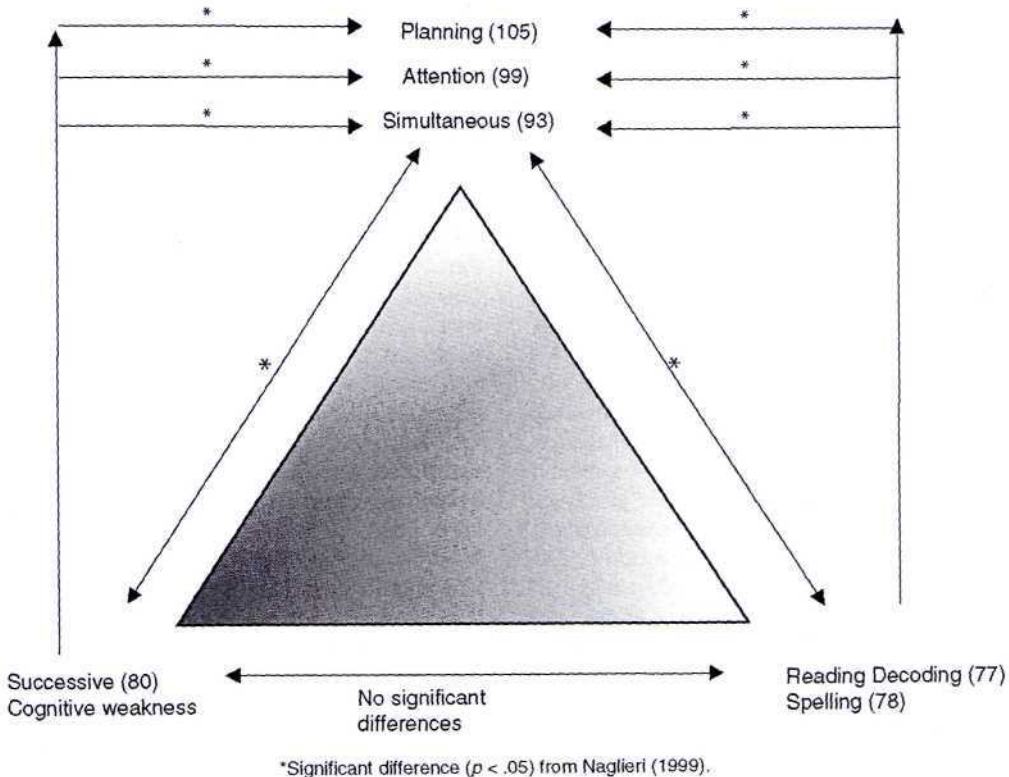 * *
Planning (105)
* *
Attention (99)
* *
Simultaneous (93)
* *
Successive (80)
Cognitive weakness
No significant
differences
Reading Decoding (77)
Spelling (78)
*Significant difference (p < .05) from Naglieri (1999).